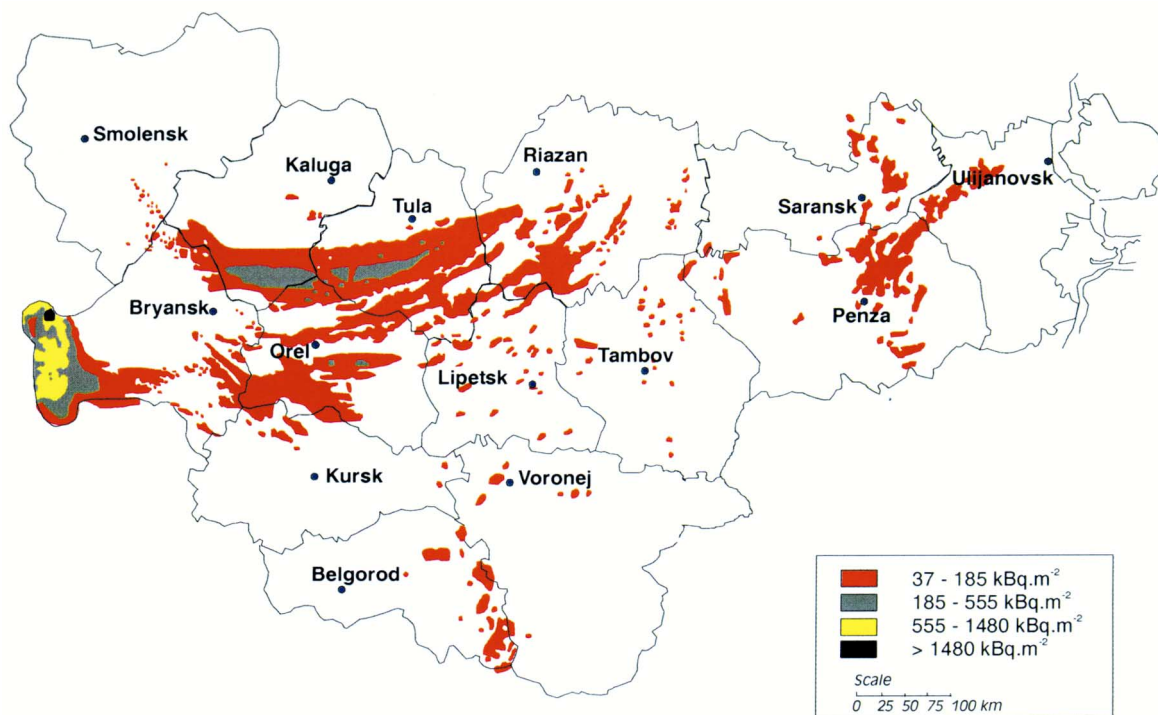 Smolensk
Kaluga
Riazan
Tula
Saransk
Ulijanovsk
Bryansk
Penza
Orel
Lipetsk
Tambov
Kursk
Voronej
Belgorod
37 - 185 kBq.m⁻²
185 - 555 kBq.m⁻²
555 - 1480 kBq.m⁻²
> 1480 kBq.m⁻²
Scale
0 25 50 75 100 km